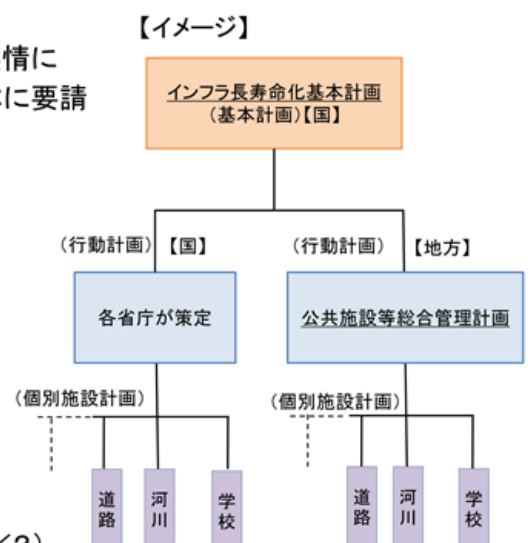 【イメージ】
情に
に要請
インフラ長寿命化基本計画
(基本計画)【国】
(行動計画)【国】
(行動計画)【地方】
各省庁が策定
公共施設等総合管理計画
(個別施設計画)
(個別施設計画)
道路
河川
学校
道路
河川
学校